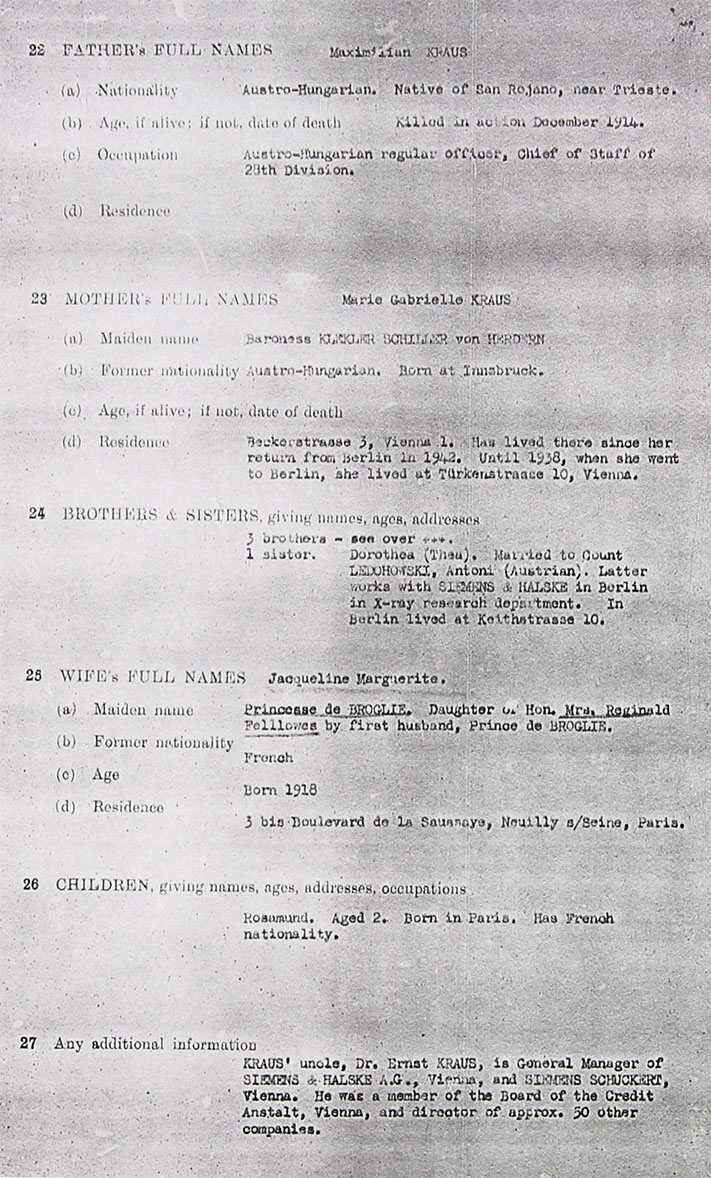 22 FATHER's FULL NAMES Maximilian KRAUS
(a) Nationality Austro-Hungarian. Native of San Rojano, near Trieste.
(b) Age, if alive; if not, date of death Killed in action December 1914.
(c) Occupation Austro-Hungarian regular officer, Chief of Staff of
28th Division.
(d) Residence
23 MOTHER's FULL NAMES Marie Gabrielle KRAUS
(a) Maiden name Baroness KLEKLER SCHILLER von HERDERN
(b) Former nationality Austro-Hungarian. Born at Innsbruck.
(c) Age, if alive; if not, date of death
(d) Residence Beckerstrasse 3, Vienna 1. Has lived there since her
return from Berlin in 1942. Until 1938, when she went
to Berlin, she lived at Türkenstrasse 10, Vienna.
24 BROTHERS & SISTERS, giving names, ages, addresses
3 brothers - see over +++.
1 sister. Dorothea (Thea). Married to Count
LEDOHOWSKI, Antoni (Austrian). Latter
works with SIEMENS & HALSKE in Berlin
in X-ray research department. In
Berlin lived at Keithstrasse 10.
25 WIFE's FULL NAMES Jacqueline Marguerite.
(a) Maiden name Princesse de BROGLIE. Daughter of Hon. Mrs. Reginald
Felllowes by first husband, Prince de BROGLIE.
(b) Former nationality
French
(c) Age
Born 1918
(d) Residence
3 bis Boulevard de la Saussaye, Neuilly s/Seine, Paris.
26 CHILDREN, giving names, ages, addresses, occupations
Rosamund. Aged 2. Born in Paris. Has French
nationality.
27 Any additional information
KRAUS' uncle, Dr. Ernst KRAUS, is General Manager of
SIEMENS & HALSKE A.G., Vienna, and SIEMENS SCHUCKERT,
Vienna. He was a member of the Board of the Credit
Anstalt, Vienna, and director of approx. 50 other
companies.